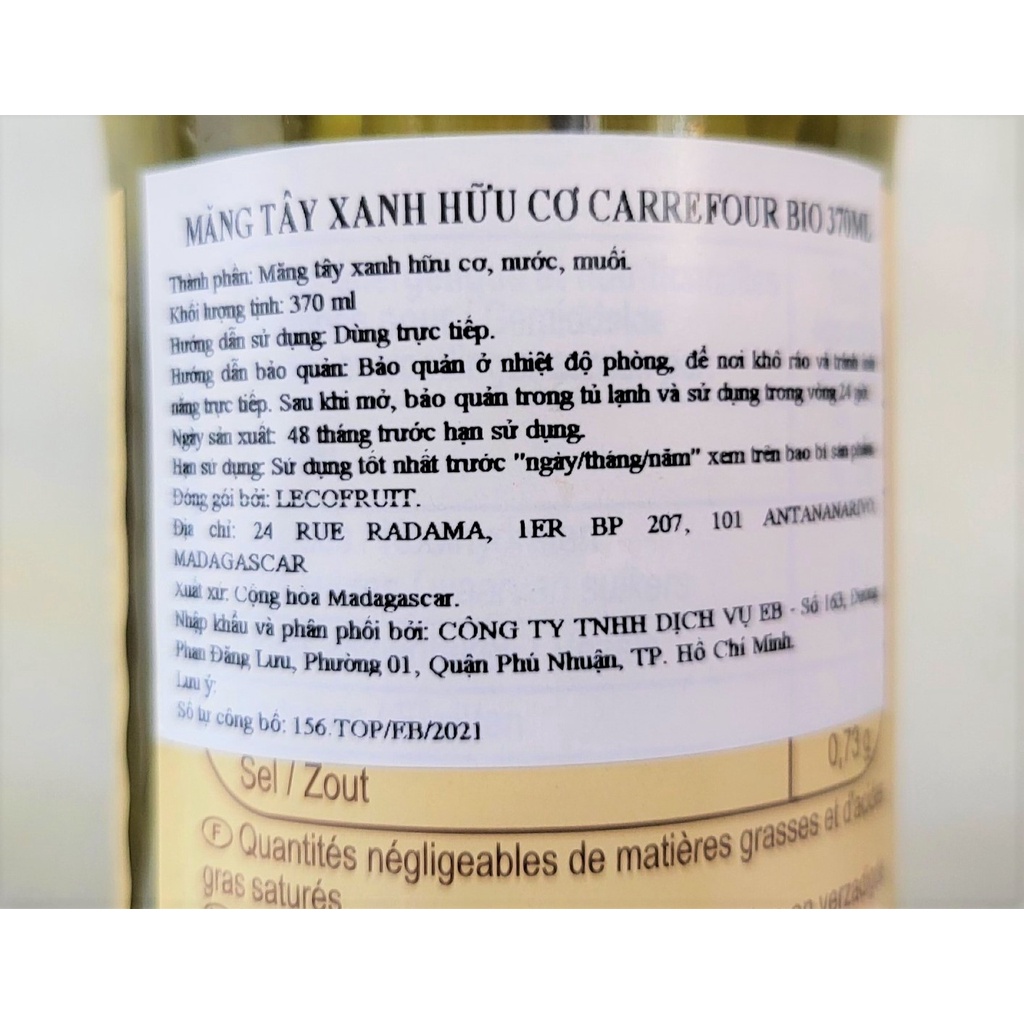 MĂNG TÂY XANH HỮU CƠ CARREFOUR BIO 370ML
Thành phần: Măng tây xanh hữu cơ, nước, muối.
Khối lượng tịnh: 370 ml
Hướng dẫn sử dụng: Dùng trực tiếp.
Hướng dẫn bảo quản: Bảo quản ở nhiệt độ phòng, để nơi khô ráo và tránh ánh
nắng trực tiếp. Sau khi mở, bảo quản trong tủ lạnh và sử dụng trong vòng 24 giờ.
Ngày sản xuất: 48 tháng trước hạn sử dụng.
Hạn sử dụng: Sử dụng tốt nhất trước "ngày/tháng/năm" xem trên bao bì sản phẩm
Đóng gói bởi: LECOFRUIT.
Địa chỉ: 24 RUE RADAMA, 1ER BP 207, 101 ANTANANARIVO,
MADAGASCAR
Xuất xứ: Cộng hòa Madagascar.
Nhập khẩu và phân phối bởi: CÔNG TY TNHH DỊCH VỤ EB - Số 163, Đường
Phan Đăng Lưu, Phường 01, Quận Phú Nhuận, TP. Hồ Chí Minh.
Lưu ý:
Số tự công bố: 156.TOP/EB/2021
Sel / Zout 0,73 g
(F) Quantités négligeables de matières grasses et d'acides
gras saturés
en verzadigde